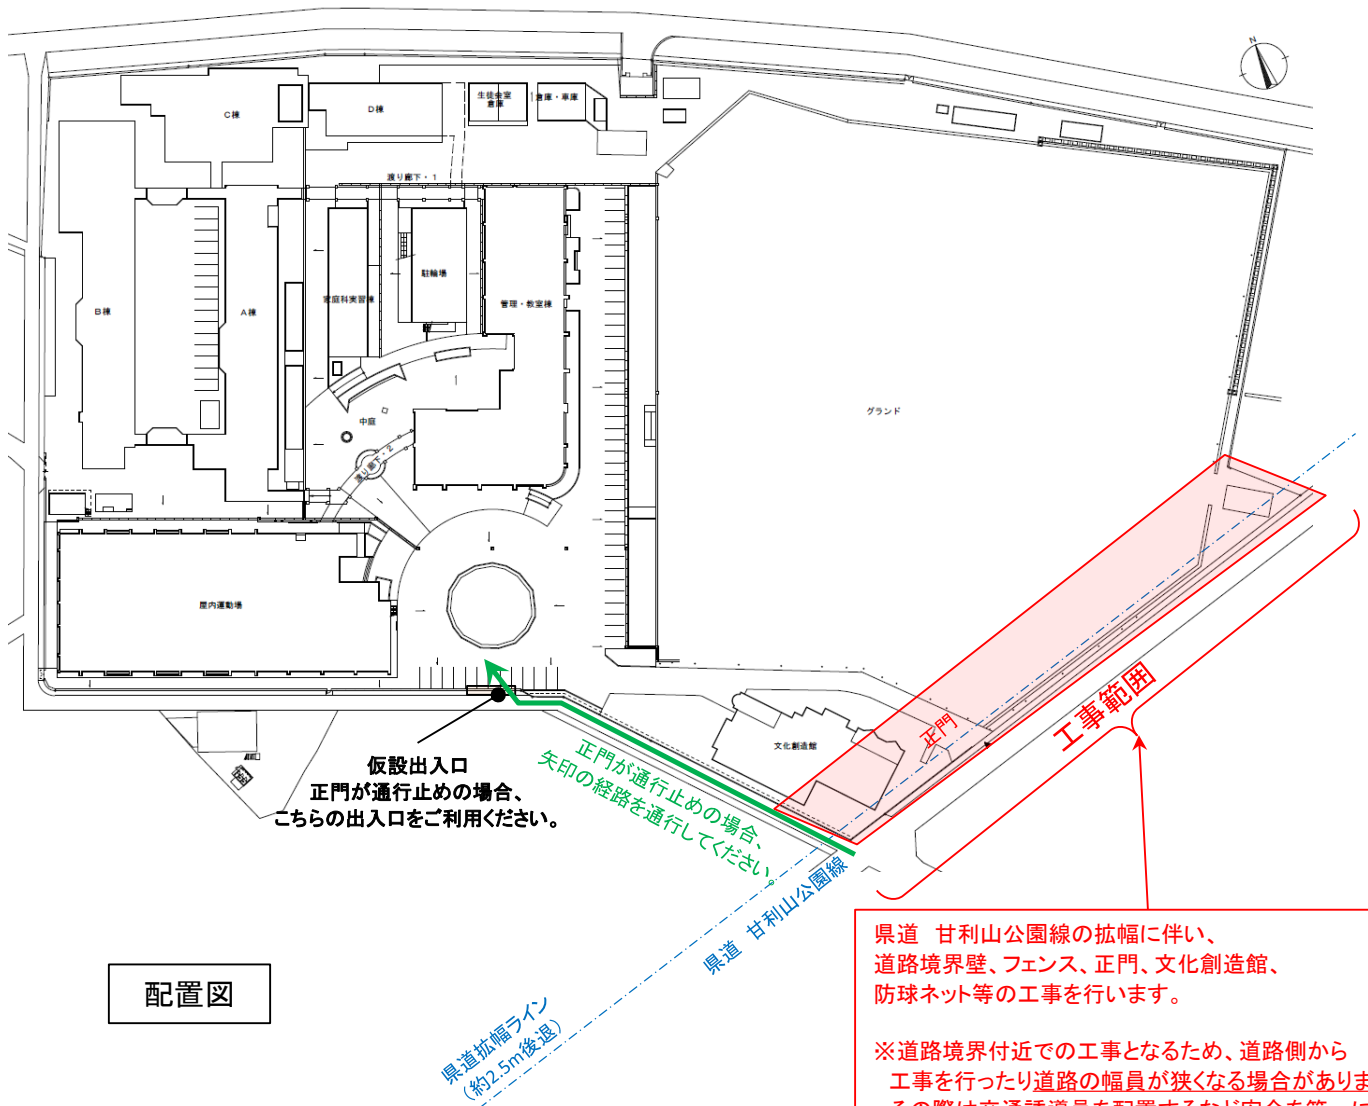 N
C棟
D棟
生徒会室
倉庫
倉庫・車庫
渡り廊下・1
B棟
A棟
家庭科実習棟
駐輪場
管理・教室棟
グランド
中庭
渡り廊下・2
屋内運動場
文化創造館
正門
工事範囲
仮設出入口
正門が通行止めの場合、
こちらの出入口をご利用ください。
正門が通行止めの場合、
矢印の経路を通行してください。
県道 甘利山公園線
県道拡幅ライン
(約2.5m後退)
配置図
県道 甘利山公園線の拡幅に伴い、
道路境界壁、フェンス、正門、文化創造館、
防球ネット等の工事を行います。
※道路境界付近での工事となるため、道路側から
工事を行ったり道路の幅員が狭くなる場合がありま